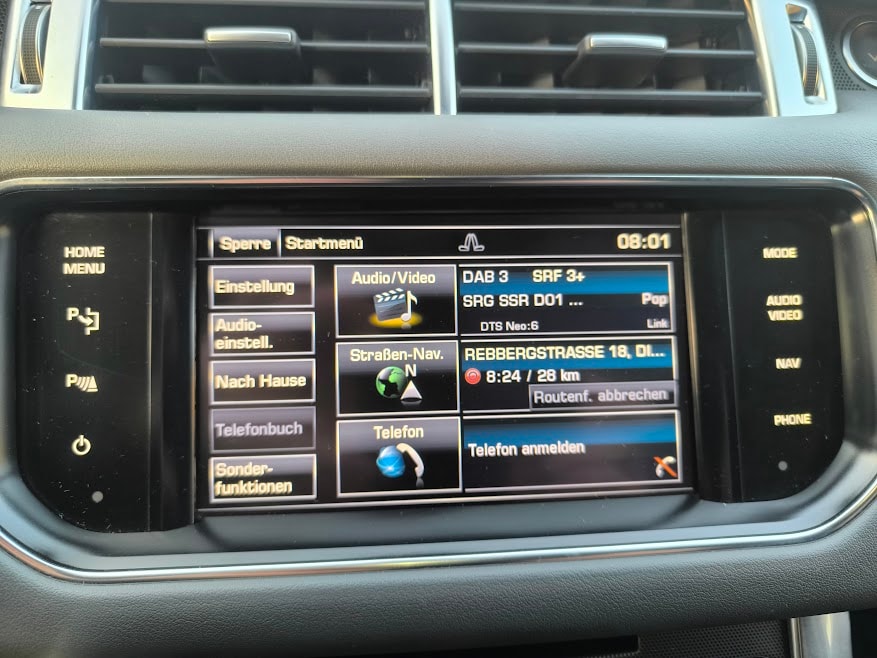 HOME
MENU
P
P
Sperre Startmenü 08:01
Einstellung
Audio-
einstell.
Nach Hause
Telefonbuch
Sonder-
funktionen
Audio/Video
DAB 3 SRF 3+
SRG SSR D01 ... Pop
DTS Neo:6 Link
Straßen-Nav.
N
REBBERGSTRASSE 18, DI...
8:24 / 28 km
Routenf. abbrechen
Telefon
Telefon anmelden
MODE
AUDIO
VIDEO
NAV
PHONE